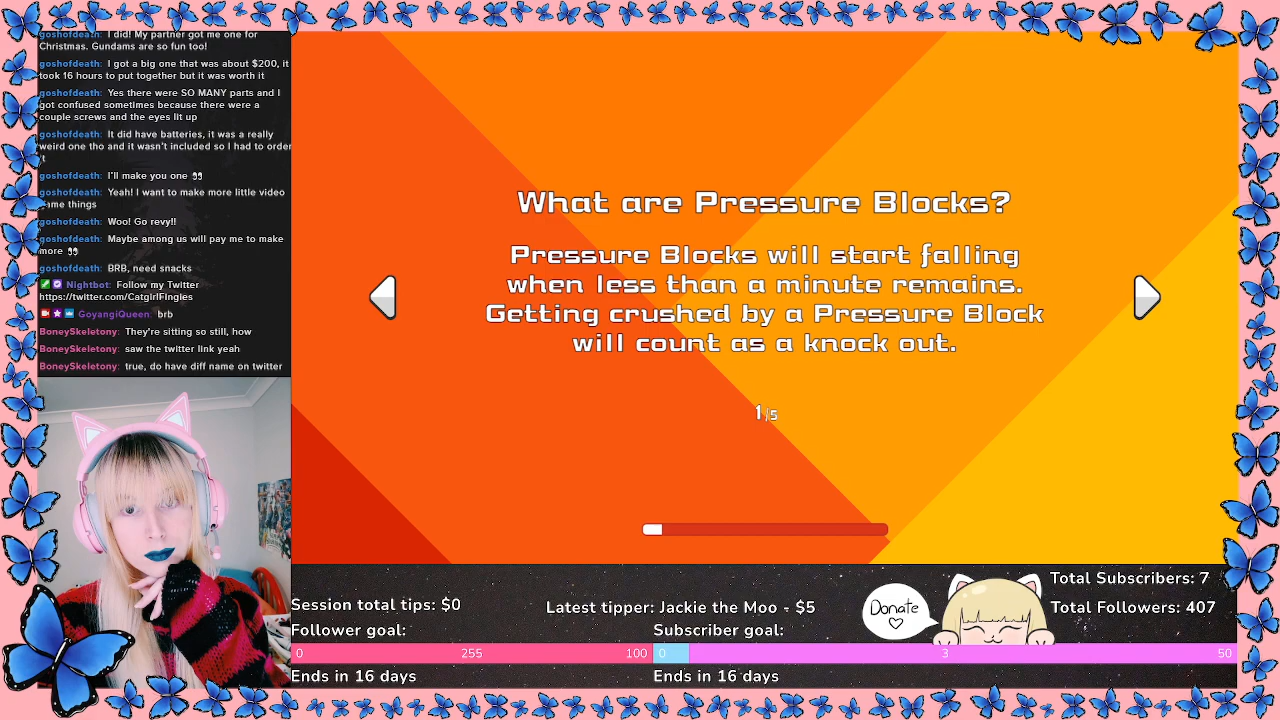 goshofdeath: I did! My partner got me one for
Christmas. Gundams are so fun too!
goshofdeath: I got a big one that was about $200, it
took 16 hours to put together but it was worth it
goshofdeath: Yes there were SO MANY parts and I
got confused sometimes because there were a
couple screws and the eyes lit up
goshofdeath: It did have batteries, it was a really
weird one tho and it wasn't included so I had to order
it
goshofdeath: I'll make you one 👀
goshofdeath: Yeah! I want to make more little video
game things
goshofdeath: Woo! Go revy!!
goshofdeath: Maybe among us will pay me to make
more 👀
goshofdeath: BRB, need snacks
Nightbot: Follow my Twitter
https://twitter.com/CatgirlFingies
GoyangiQueen: brb
BoneySkeletony: They're sitting so still, how
BoneySkeletony: saw the twitter link yeah
BoneySkeletony: true, do have diff name on twitter
What are Pressure Blocks?
Pressure Blocks will start falling
when less than a minute remains.
Getting crushed by a Pressure Block
will count as a knock out.
1/5
Session total tips: $0
Latest tipper: Jackie the Moo - $5
Donate
Total Subscribers: 7
Total Followers: 407
Follower goal:
Subscriber goal:
0 255 100
0 3 50
Ends in 16 days
Ends in 16 days